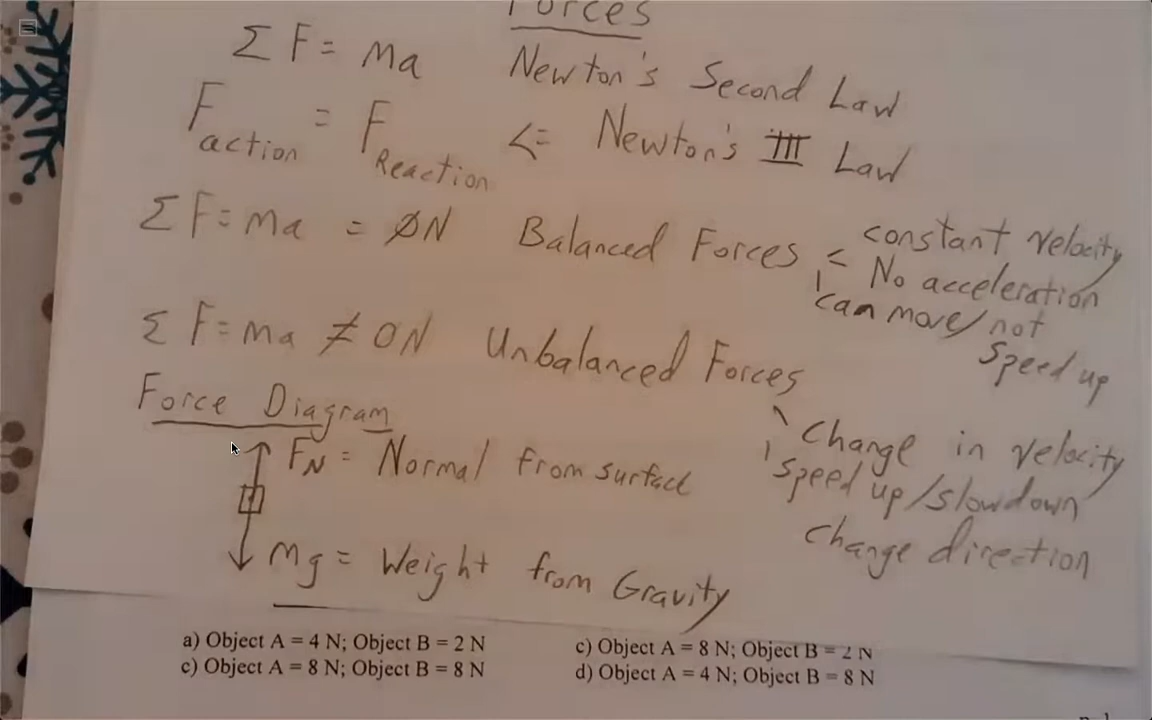 Forces
Σ F = Ma Newton's Second Law
F action = F Reaction <= Newton's III Law
Σ F = Ma = ØN Balanced Forces < constant velocity
No acceleration
can move/not
Speed up
Σ F = ma ≠ 0N Unbalanced Forces
Change in velocity
speed up/slowdown
change direction
Force Diagram
FN = Normal from surface
Mg = Weight from Gravity
a) Object A = 4 N; Object B = 2 N c) Object A = 8 N; Object B = 2 N
c) Object A = 8 N; Object B = 8 N d) Object A = 4 N; Object B = 8 N